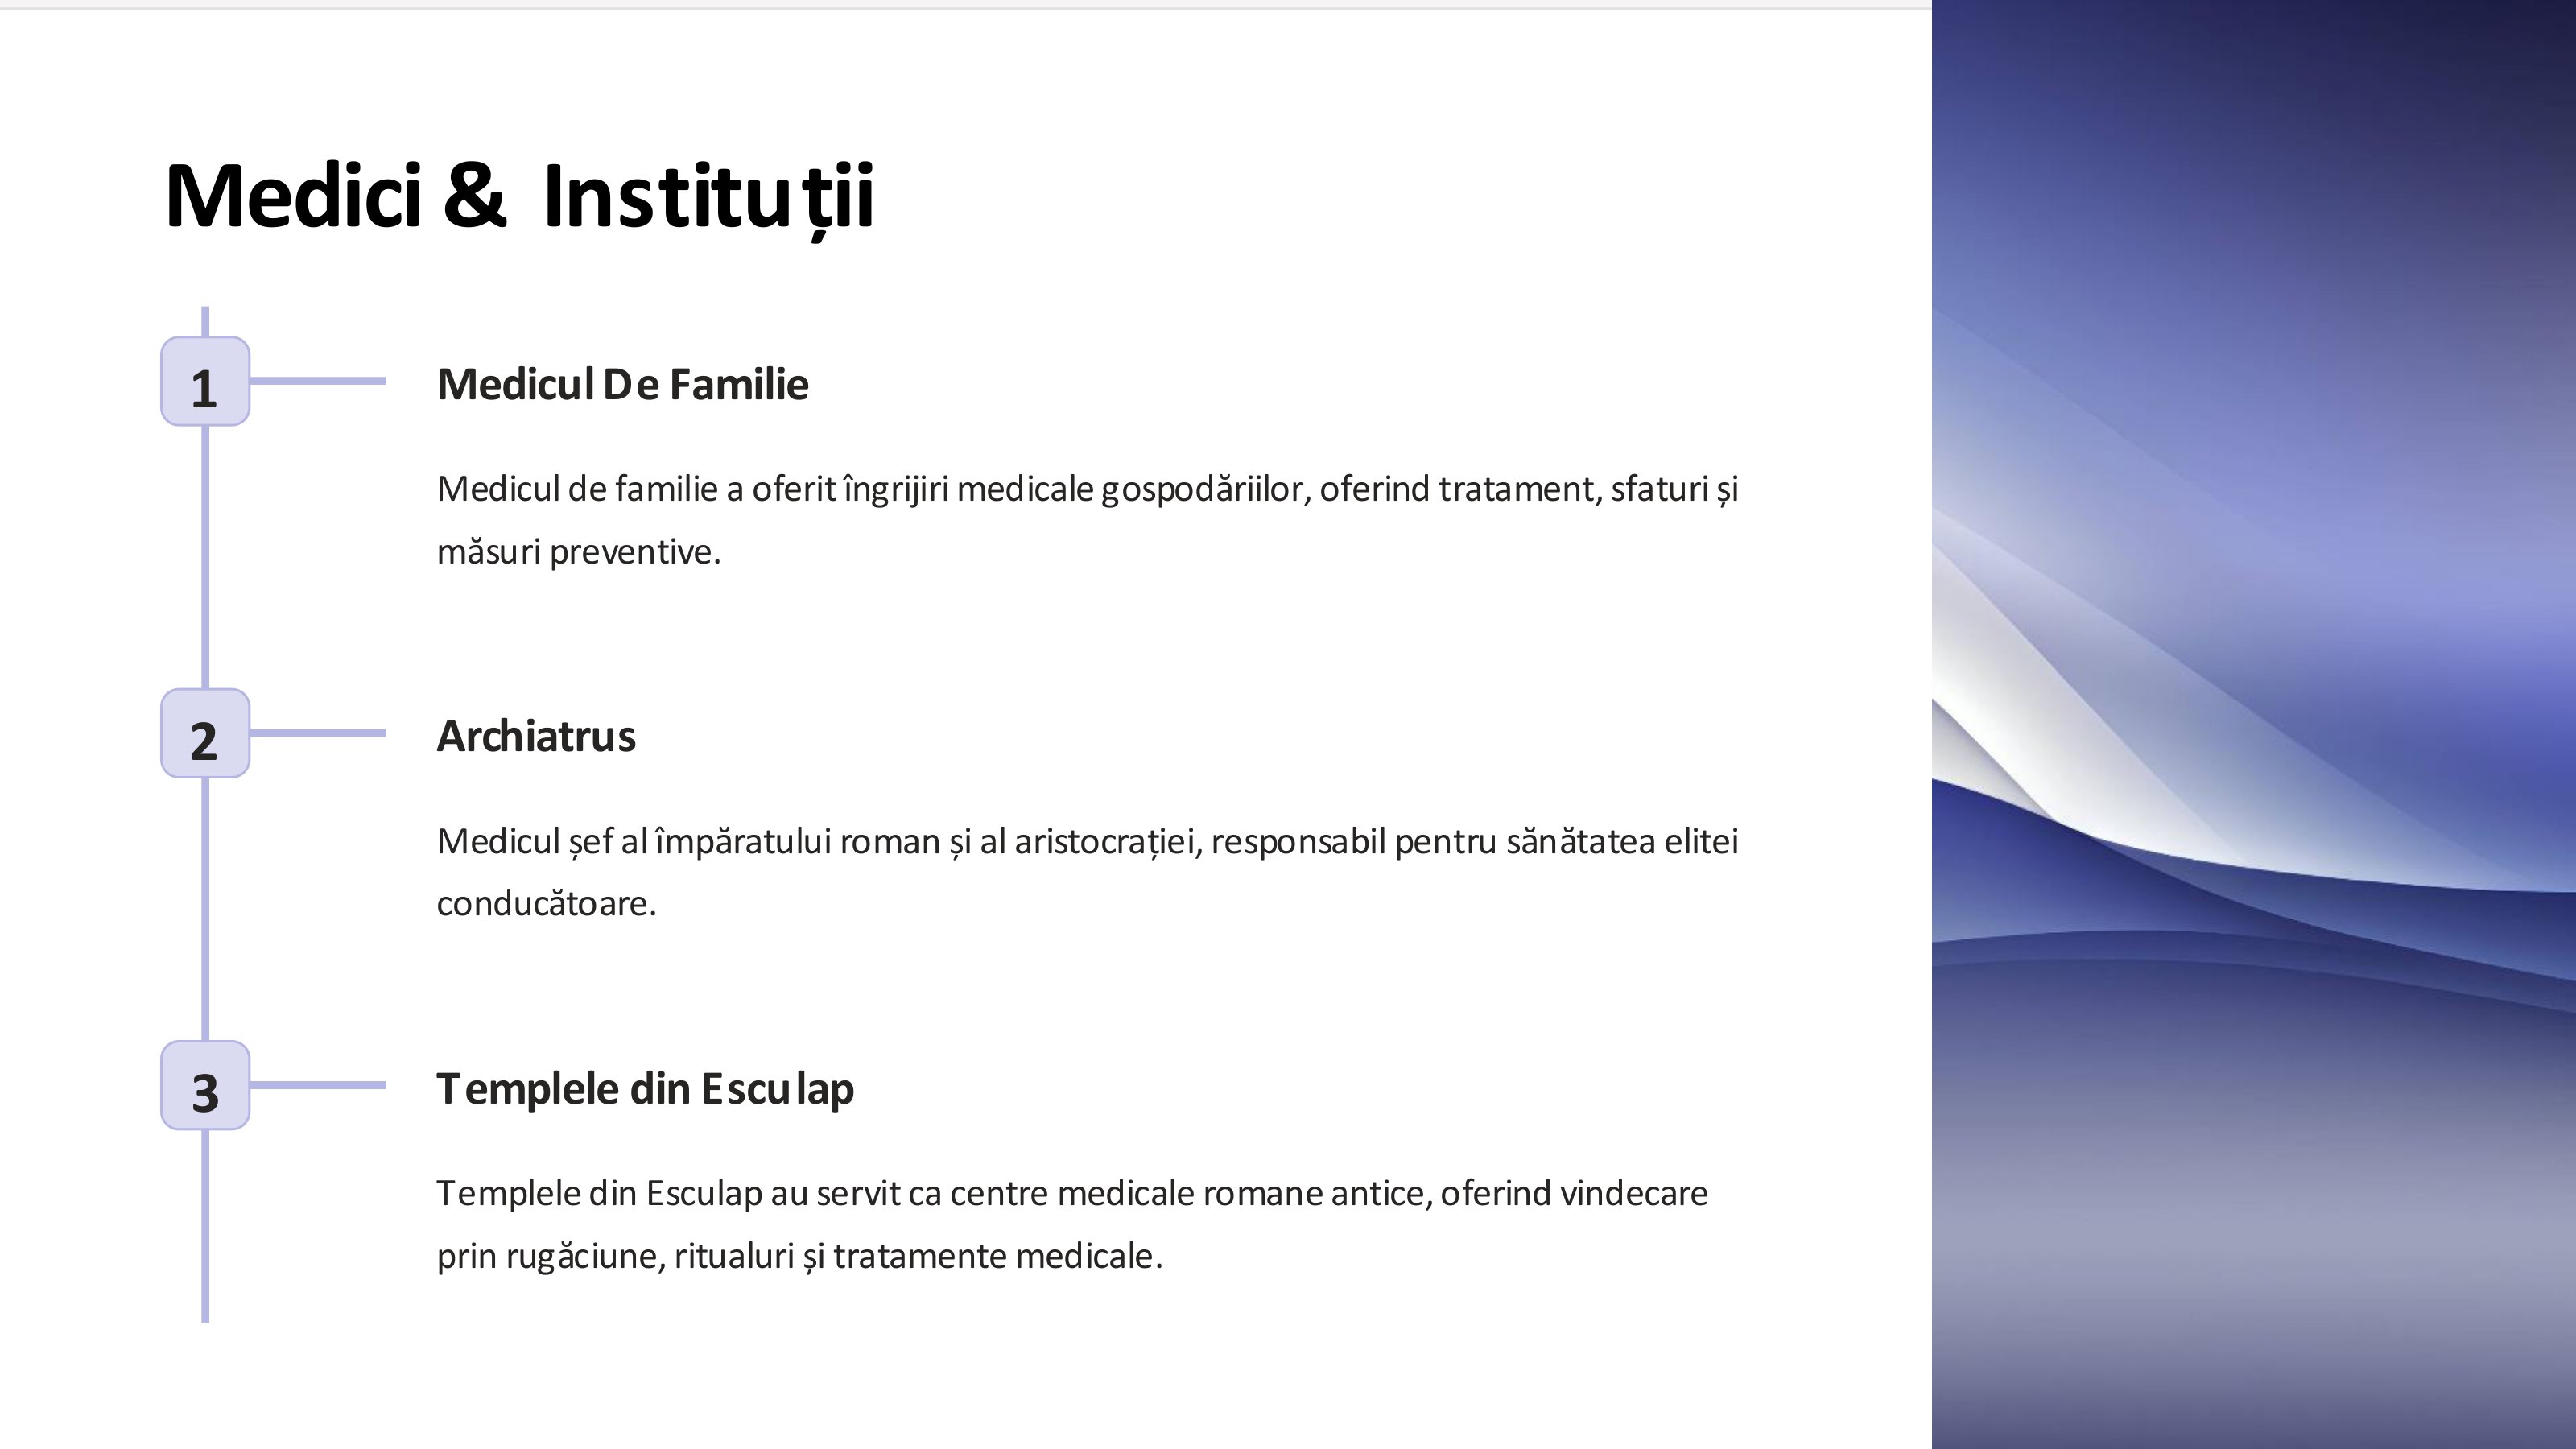 Medici & Instituții
1
Medicul De Familie
Medicul de familie a oferit îngrijiri medicale gospodăriilor, oferind tratament, sfaturi și
măsuri preventive.
2
Archiatrus
Medicul șef al împăratului roman și al aristocrației, responsabil pentru sănătatea elitei
conducătoare.
3
Templele din Esculap
Templele din Esculap au servit ca centre medicale romane antice, oferind vindecare
prin rugăciune, ritualuri și tratamente medicale.